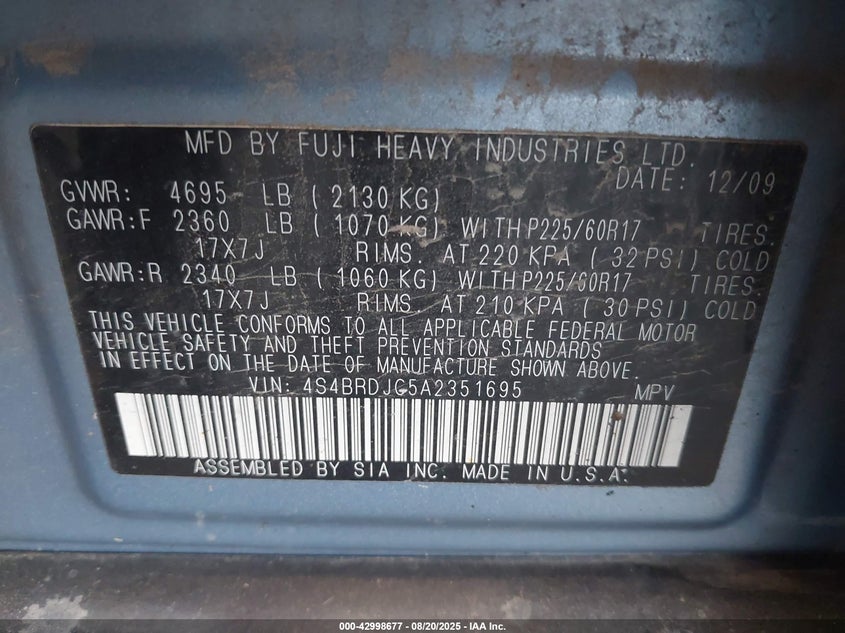 MFD BY FUJI HEAVY INDUSTRIES LTD.
DATE: 12/09
GVWR: 4695 LB ( 2130 KG)
GAWR:F 2360 LB ( 1070 KG) WITH P225/60R17 TIRES.
17X7J RIMS. AT 220 KPA ( 32 PSI) COLD
GAWR:R 2340 LB ( 1060 KG) WITH P225/60R17 TIRES.
17X7J RIMS. AT 210 KPA ( 30 PSI) COLD
THIS VEHICLE CONFORMS TO ALL APPLICABLE FEDERAL MOTOR
VEHICLE SAFETY AND THEFT PREVENTION STANDARDS
IN EFFECT ON THE DATE OF MANUFACTURE SHOWN ABOVE.
VIN: 4S4BRDJC5A2351695 MPV
ASSEMBLED BY SIA INC. MADE IN U.S.A.
000-42998677 - 08/20/2025 - IAA Inc.